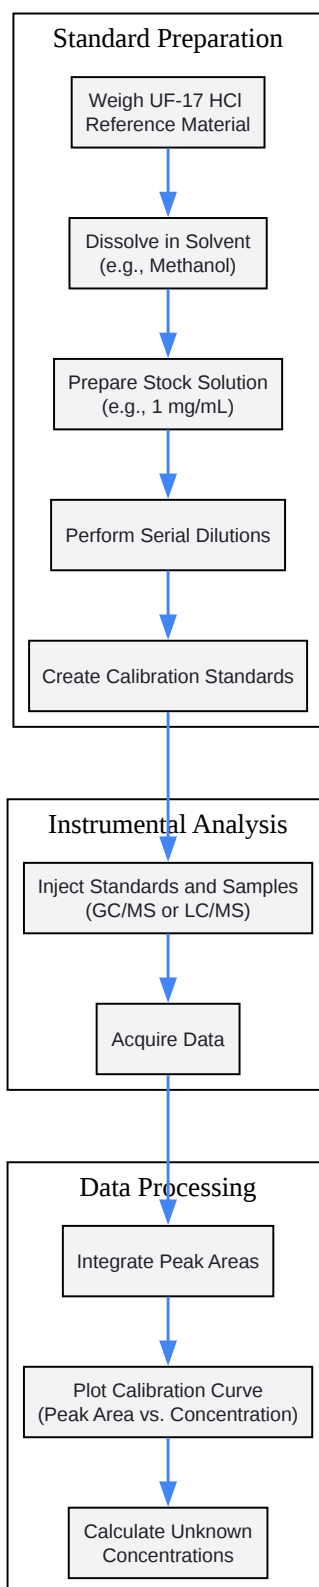 Standard Preparation
Weigh UF-17 HCl
Reference Material
Dissolve in Solvent
(e.g., Methanol)
Prepare Stock Solution
(e.g., 1 mg/mL)
Perform Serial Dilutions
Create Calibration Standards
Instrumental Analysis
Inject Standards and Samples
(GC/MS or LC/MS)
Acquire Data
Data Processing
Integrate Peak Areas
Plot Calibration Curve
(Peak Area vs. Concentration)
Calculate Unknown
Concentrations